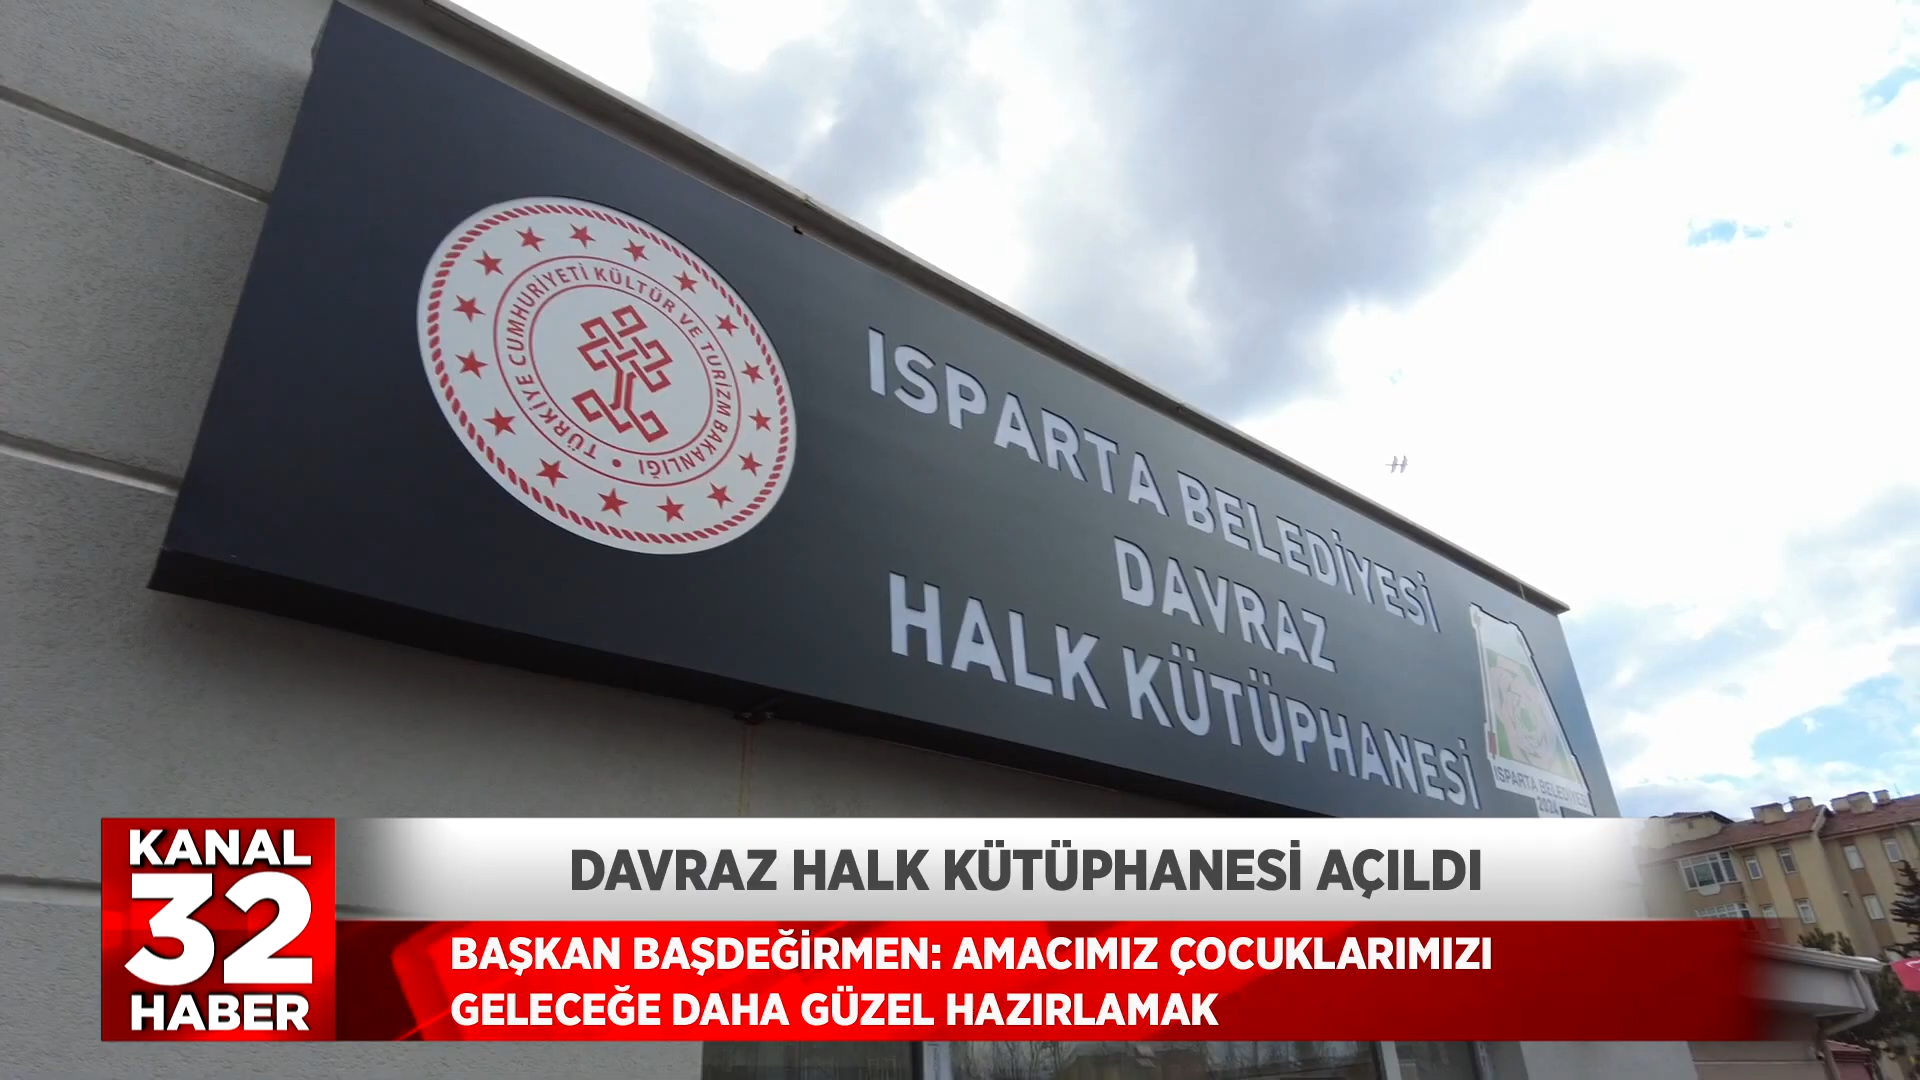 TÜRKİYE CUMHURİYETİ KÜLTÜR VE TURİZM BAKANLIĞI
ISPARTA BELEDİYESİ
DAVRAZ
HALK KÜTÜPHANESİ
ISPARTA BELEDİYESİ
2024
KANAL
32
HABER
DAVRAZ HALK KÜTÜPHANESİ AÇILDI
BAŞKAN BAŞDEĞİRMEN: AMACIMIZ ÇOCUKLARIMIZI
GELECEĞE DAHA GÜZEL HAZIRLAMAK